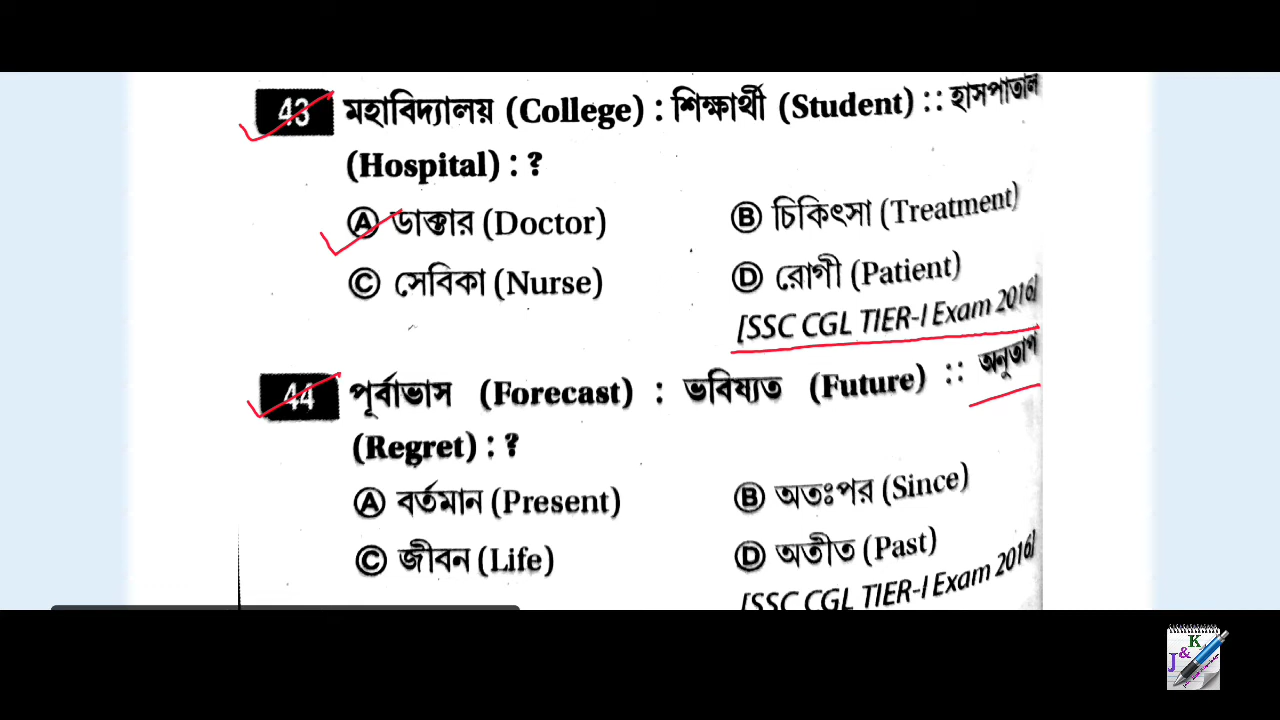 43 মহাবিদ্যালয় (College) : শিক্ষার্থী (Student) :: হাসপাতাল
(Hospital) : ?
Ⓐ ডাক্তার (Doctor) Ⓑ চিকিৎসা (Treatment)
Ⓒ সেবিকা (Nurse) Ⓓ রোগী (Patient)
[SSC CGL TIER-I Exam 2016]
44 পূর্বাভাস (Forecast) : ভবিষ্যত (Future) :: অনুতাপ
(Regret) : ?
Ⓐ বর্তমান (Present) Ⓑ অতঃপর (Since)
Ⓒ জীবন (Life) Ⓓ অতীত (Past)
[SSC CGL TIER-I Exam 2016]
J&K